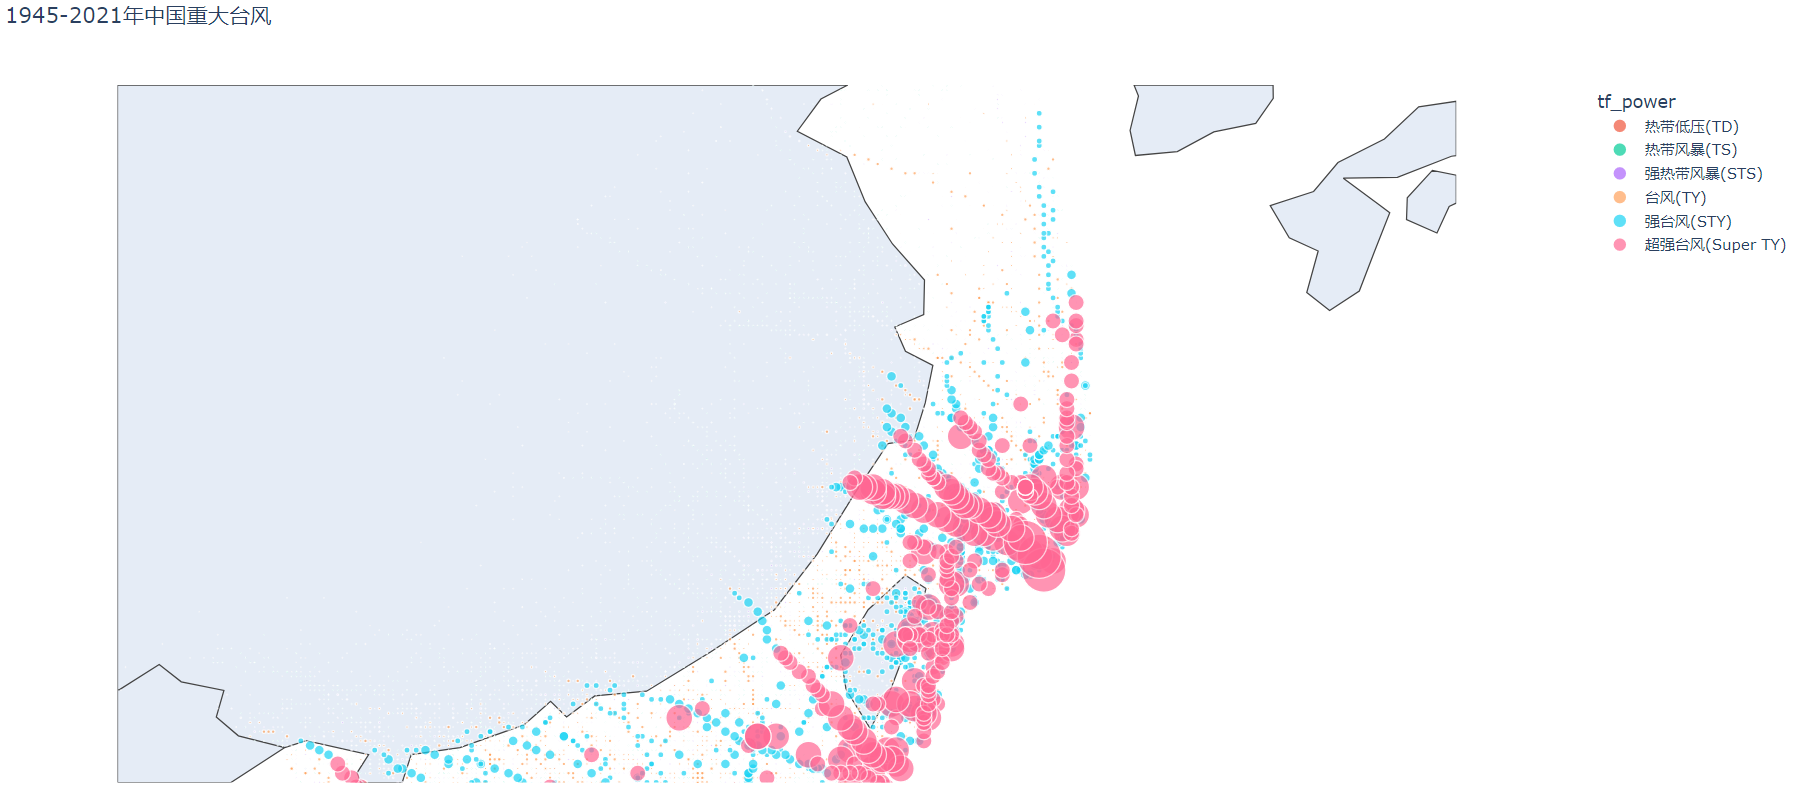 1945-2021年中国重大台风
tf_power
热带低压(TD)
热带风暴(TS)
强热带风暴(STS)
台风(TY)
强台风(STY)
超强台风(Super TY)